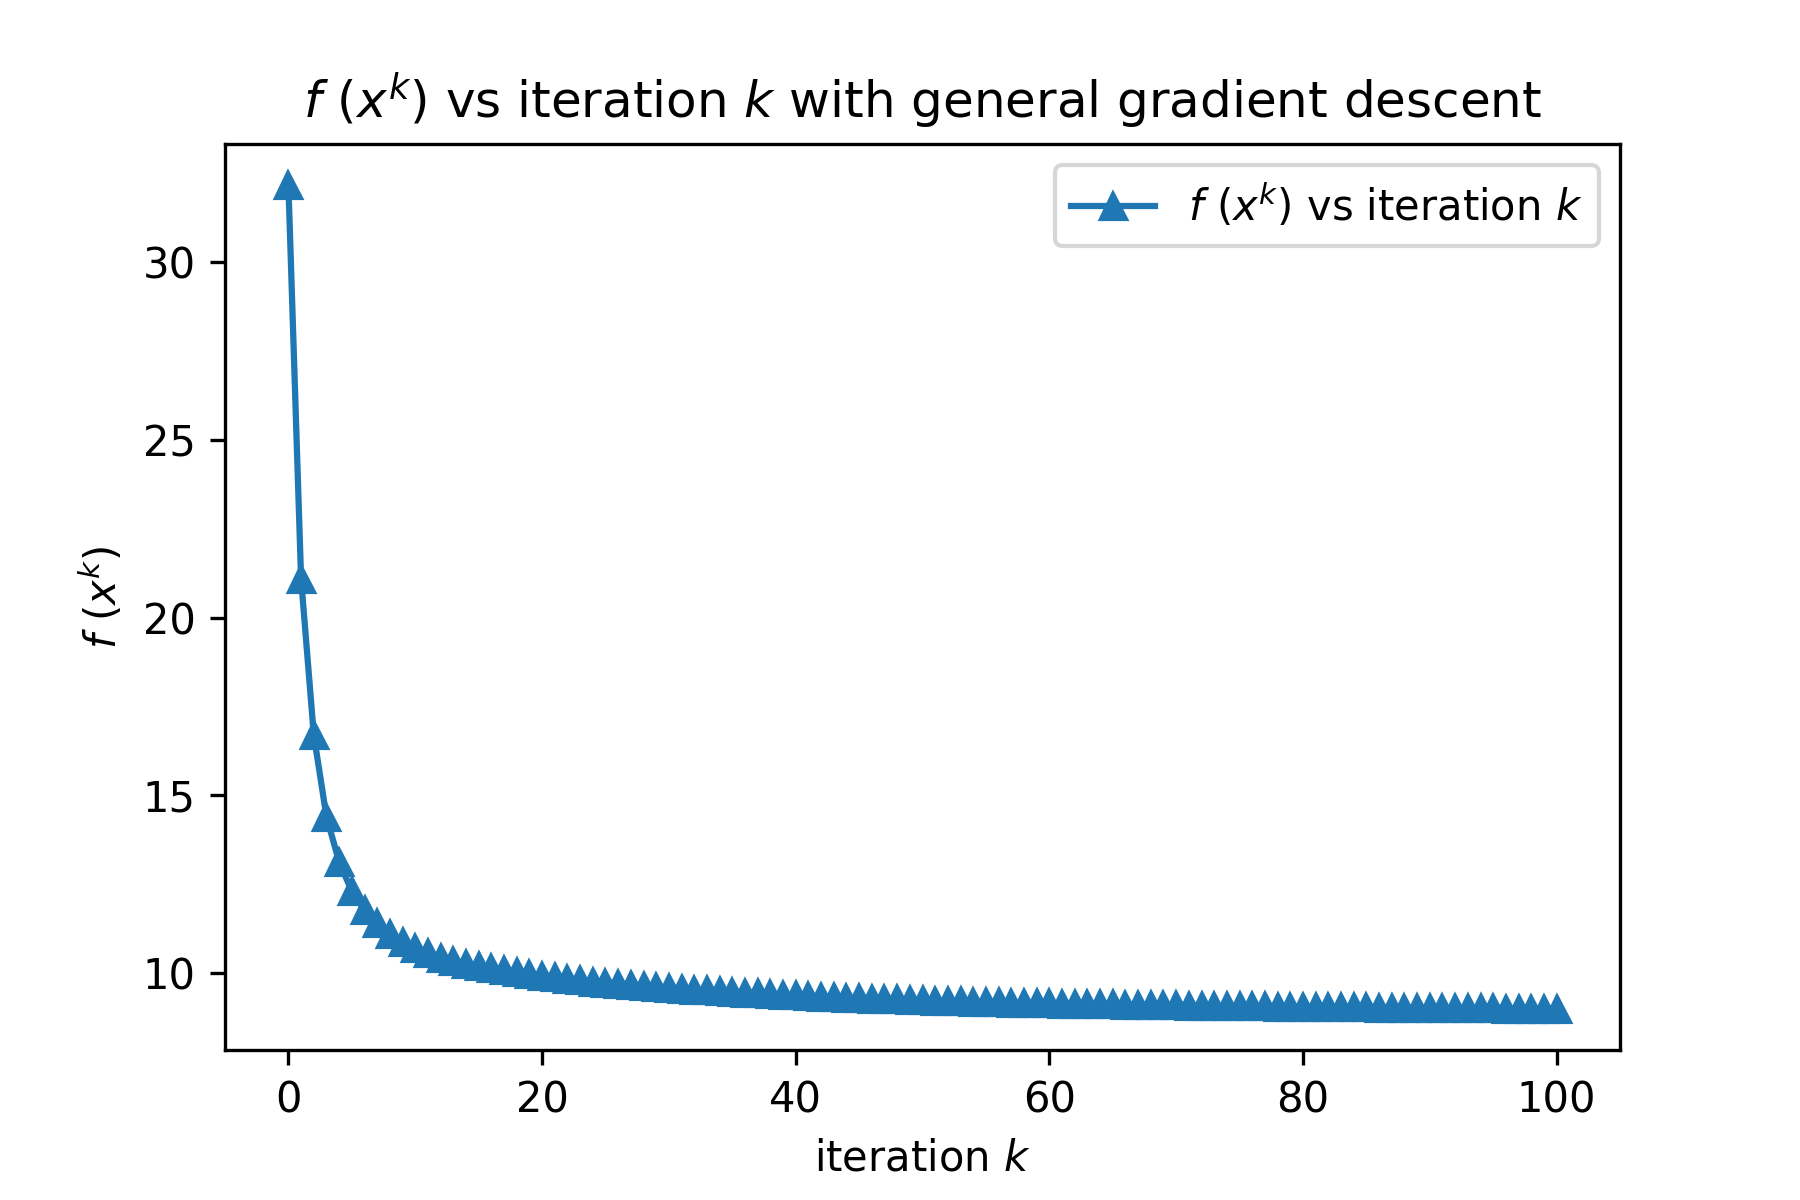 f (x^k) vs iteration k with general gradient descent
f (x^k) vs iteration k
30
25
20
15
10
f (x^k)
0 20 40 60 80 100
iteration k